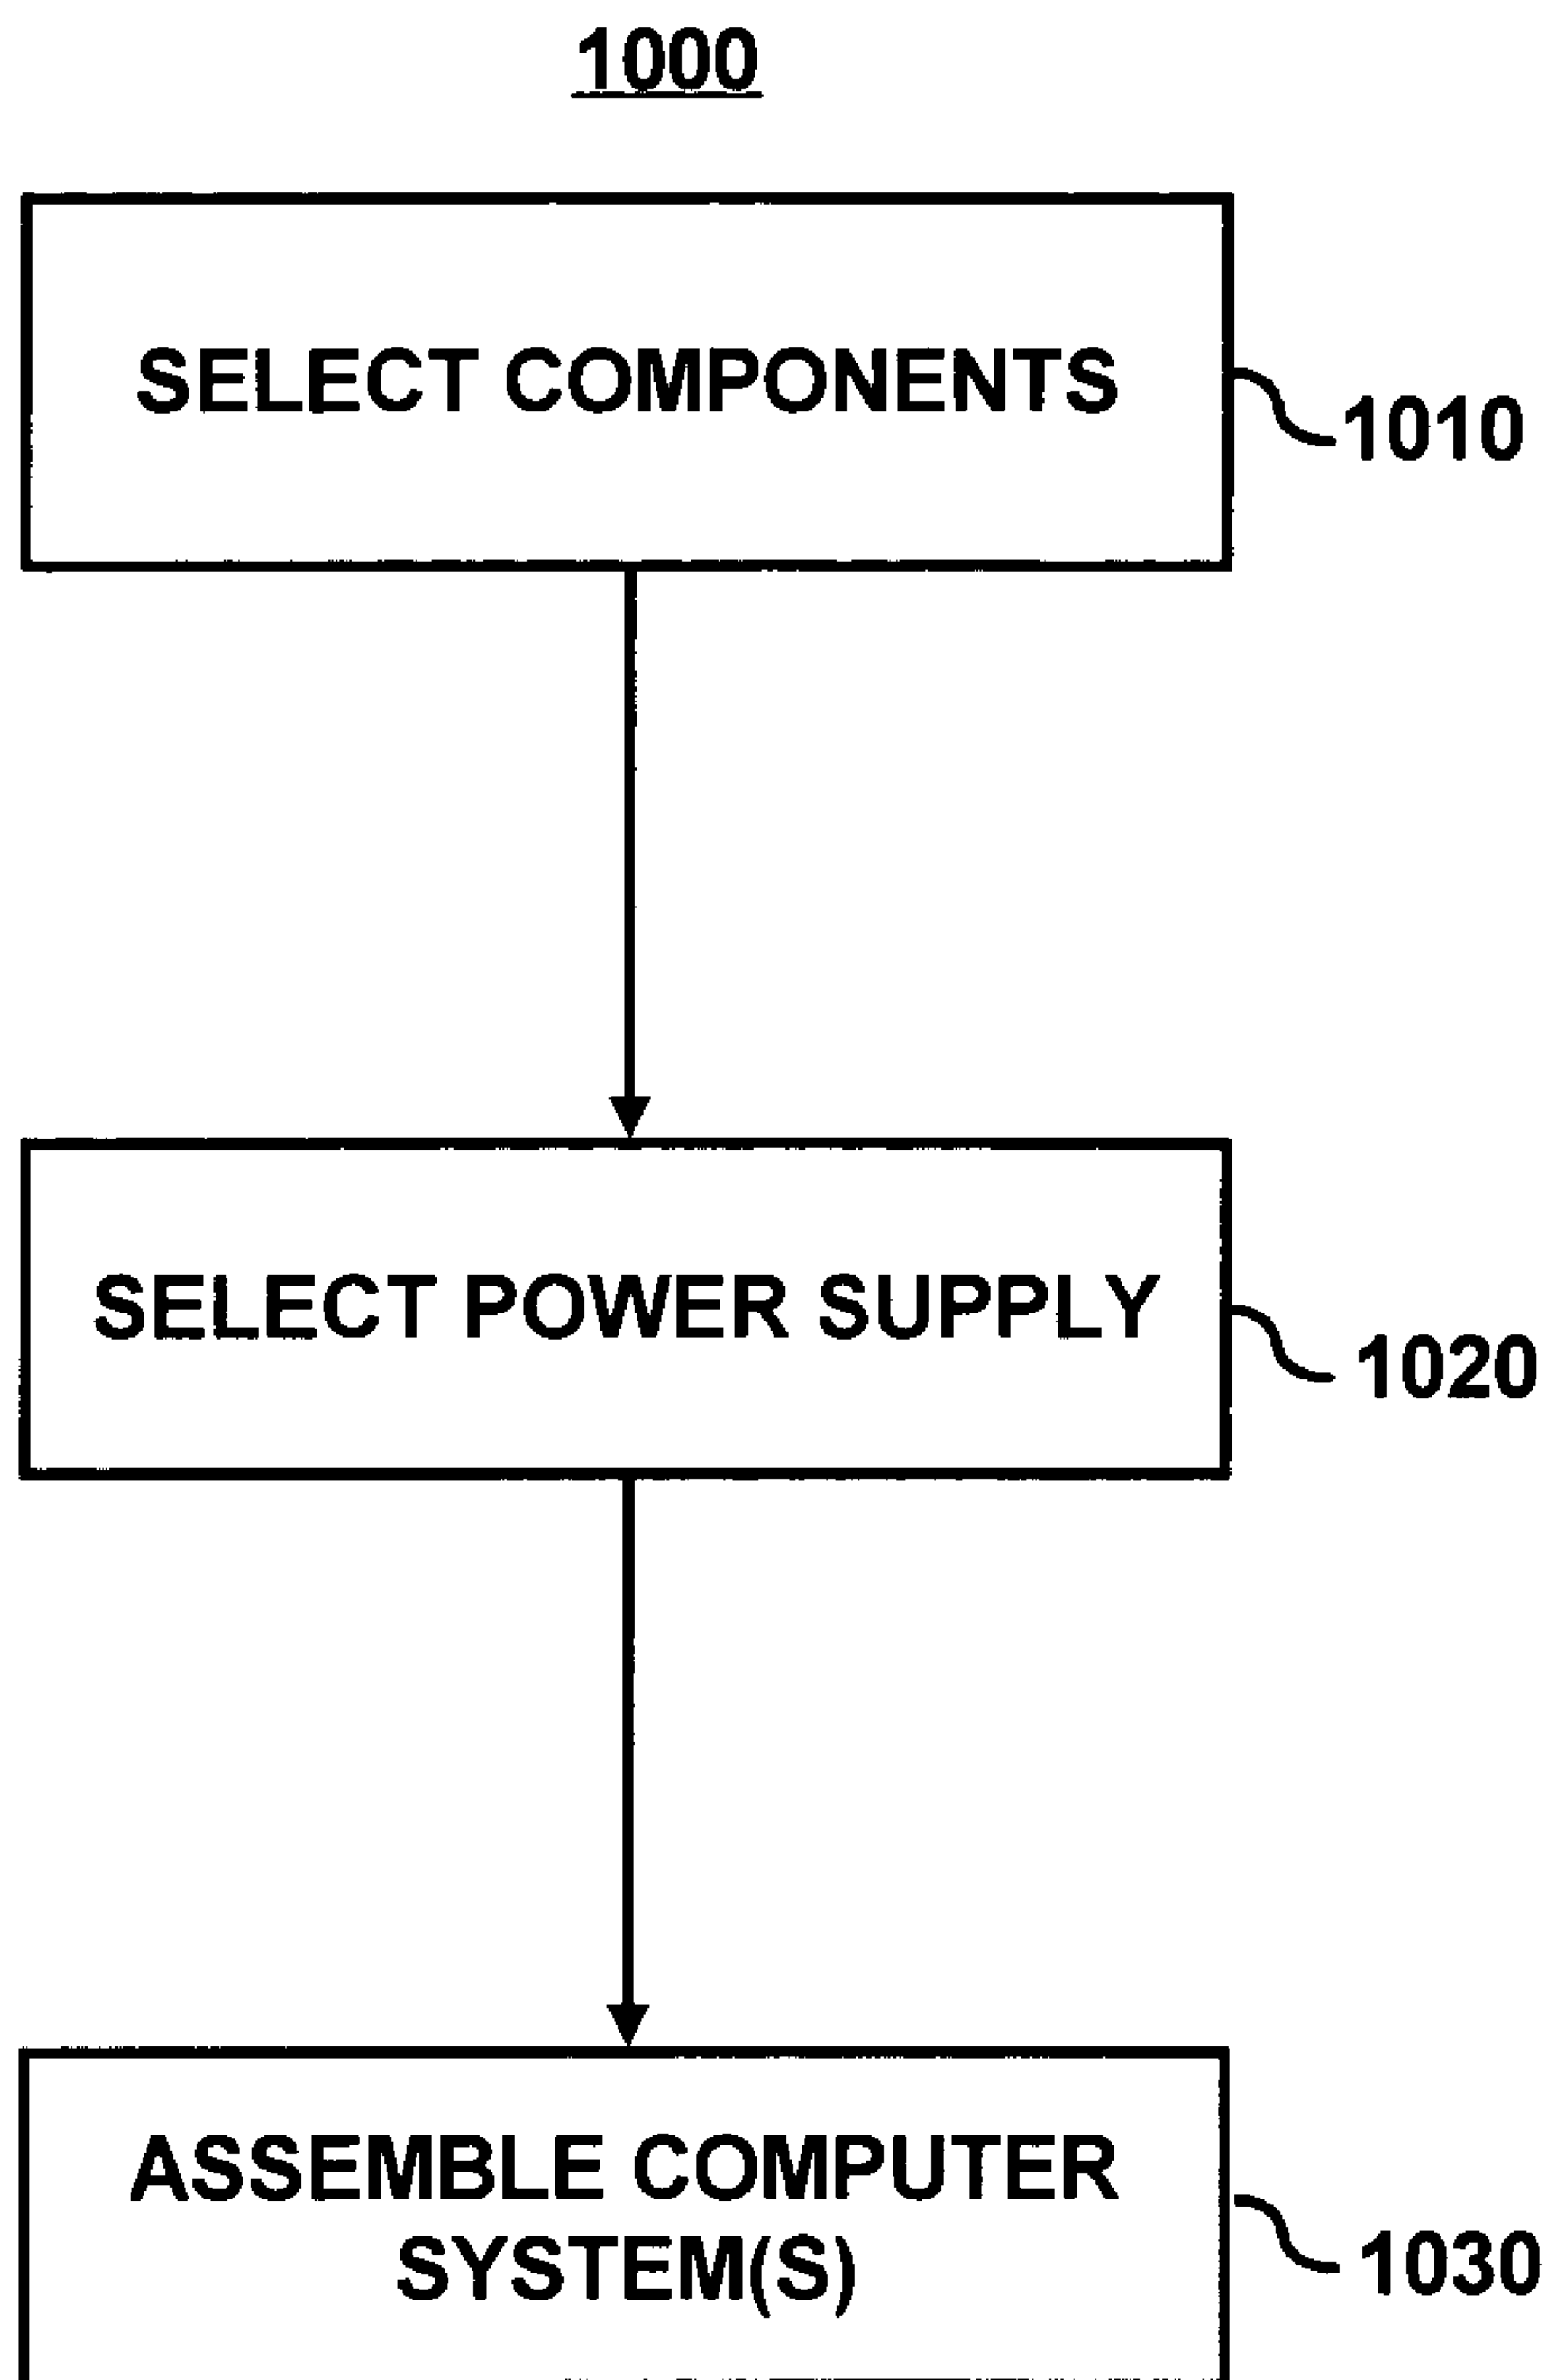 1000
SELECT COMPONENTS
1010
SELECT POWER SUPPLY
1020
ASSEMBLE COMPUTER
SYSTEM(S)
1030